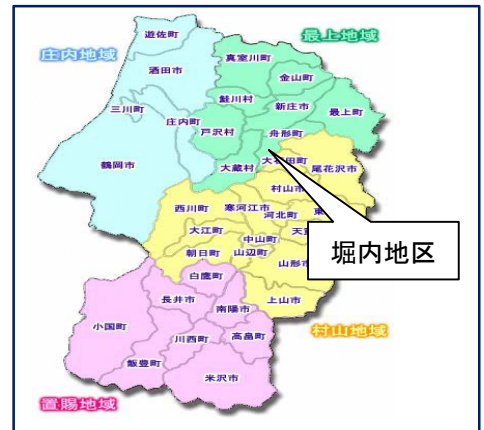 遊佐町
最上地域
庄内地域
真室川町
酒田市
金山町
鮭川村
新庄市
三川町
最上町
庄内町
戸沢村
舟形町
鶴岡市
大蔵村
尾花沢市
村山市
西川町
寒河江市
河北町
大江町
中山町
朝日町
山辺町
山形市
堀内地区
白鷹町
長井市
上山市
南陽市
小国町
村山地域
川西町
高畠町
飯豊町
米沢市
置賜地域